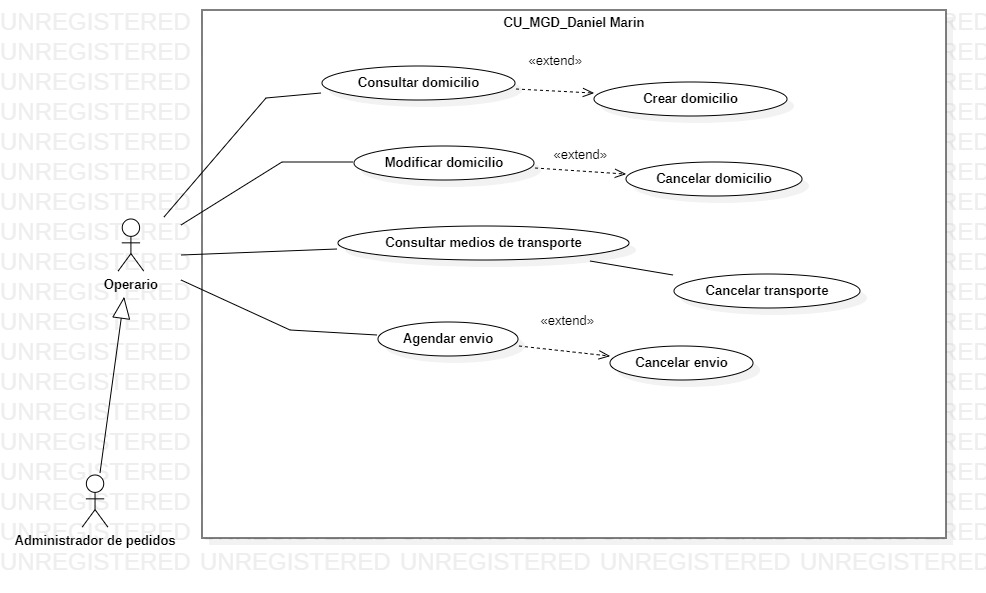 CU_MGD_Daniel Marin
«extend»
Consultar domicilio
Crear domicilio
Modificar domicilio
«extend»
Cancelar domicilio
Consultar medios de transporte
Operario
Cancelar transporte
«extend»
Agendar envio
Cancelar envio
Administrador de pedidos
UNREGISTERED UNREGISTERED UNREGISTERED UNREGISTERED UNREGISTERED